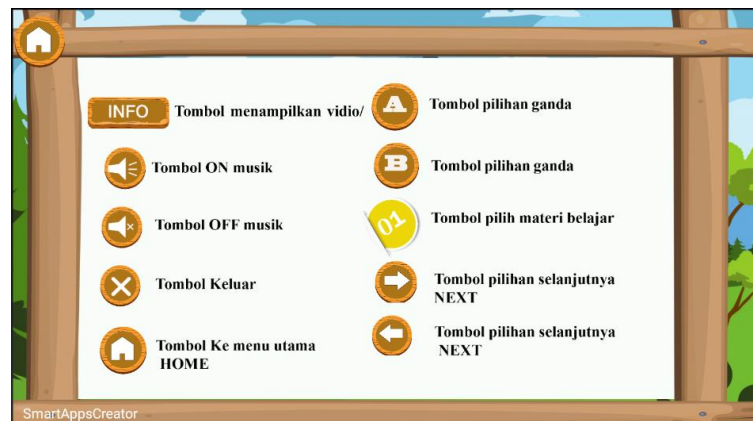 INFO Tombol menampilkan vidio/
Tombol ON musik
Tombol OFF musik
Tombol Keluar
Tombol Ke menu utama
HOME
A Tombol pilihan ganda
B Tombol pilihan ganda
01 Tombol pilih materi belajar
Tombol pilihan selanjutnya
NEXT
Tombol pilihan selanjutnya
NEXT
SmartAppsCreator